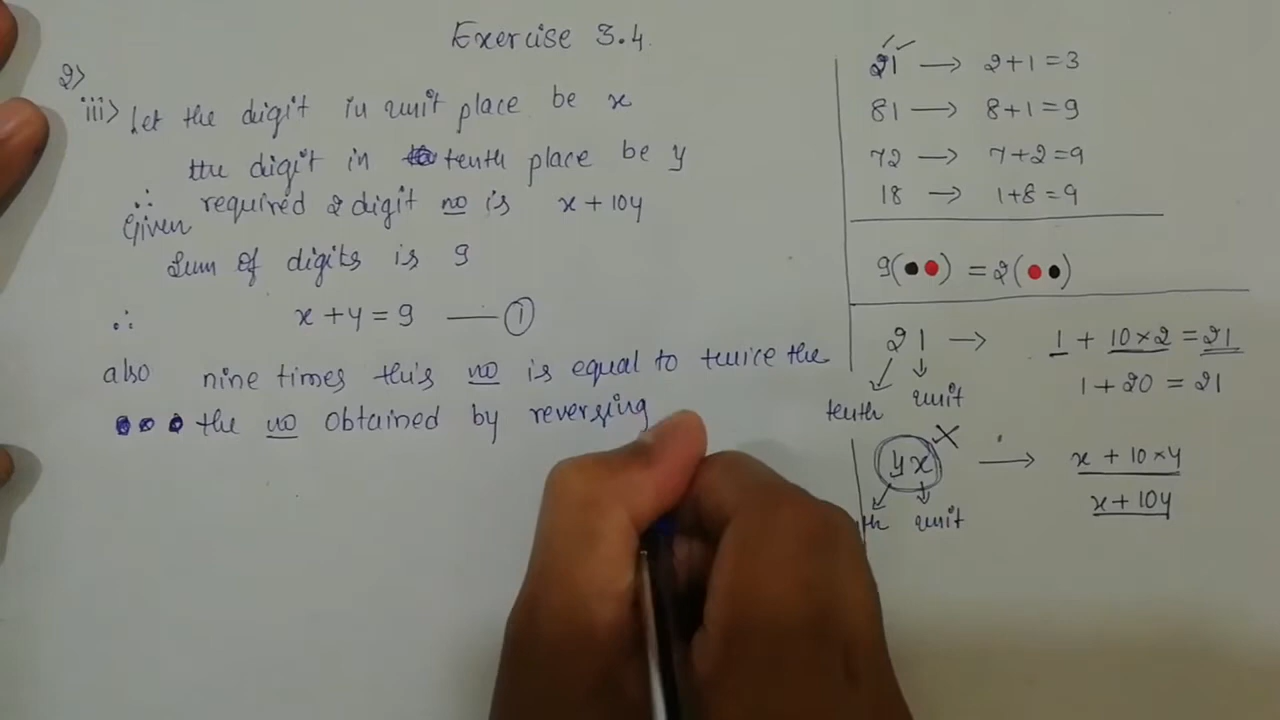 Exercise 3.4
2>
iii> Let the digit in unit place be x
the digit in tenth place be y
∴ required 2 digit no is x + 10y
Given
Sum of digits is 9
∴ x + y = 9 —— ①
also nine times this no is equal to twice the
the no obtained by reversing
21 → 2+1 = 3
81 → 8+1 = 9
72 → 7+2 = 9
18 → 1+8 = 9
9(●●) = 2(●●)
21 → 1 + 10×2 = 21
1 + 20 = 21
tenth unit
yx → x + 10×y
x + 10y
th unit